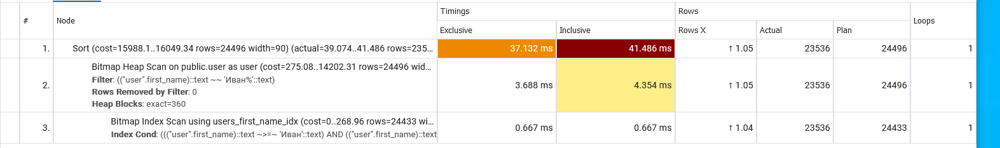 # Node Timings Rows Loops
Exclusive Inclusive Rows X Actual Plan
1. Sort (cost=15988.1..16049.34 rows=24496 width=90) (actual=39.074..41.486 rows=235… 37.132 ms 41.486 ms ↑ 1.05 23536 24496 1
Bitmap Heap Scan on public.user as user (cost=275.08..14202.31 rows=24496 wid…
Filter: (("user".first_name)::text ~~ 'Иван%'::text)
2. 3.688 ms 4.354 ms ↑ 1.05 23536 24496 1
Rows Removed by Filter: 0
Heap Blocks: exact=360
Bitmap Index Scan using users_first_name_idx (cost=0..268.96 rows=24433 wi…
3. 0.667 ms 0.667 ms ↑ 1.04 23536 24433 1
Index Cond: ((("user".first_name)::text ~>=~ 'Иван'::text) AND (("user".first_name)::text